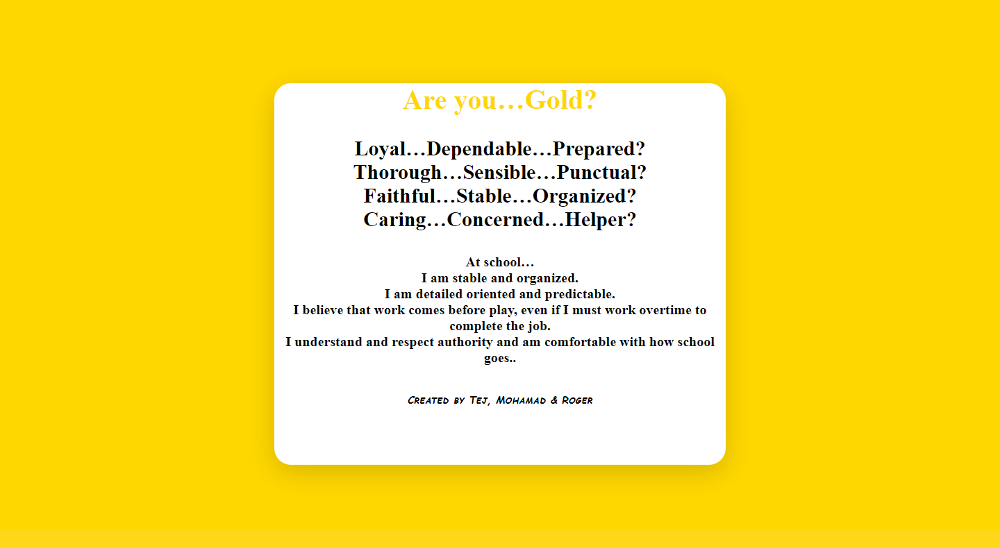 Are you…Gold?
Loyal…Dependable…Prepared?
Thorough…Sensible…Punctual?
Faithful…Stable…Organized?
Caring…Concerned…Helper?
At school…
I am stable and organized.
I am detailed oriented and predictable.
I believe that work comes before play, even if I must work overtime to
complete the job.
I understand and respect authority and am comfortable with how school
goes..
Created by Tej, Mohamad & Roger